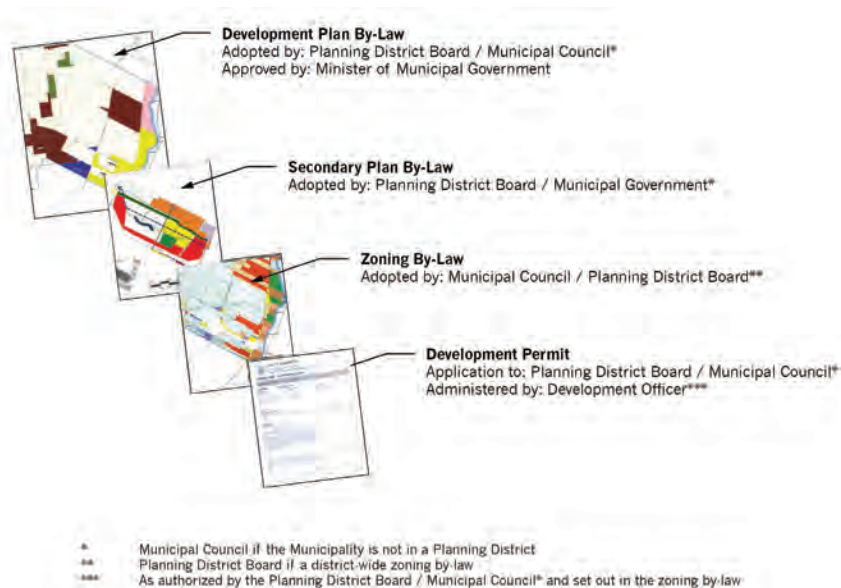 Development Plan By-Law
Adopted by: Planning District Board / Municipal Council*
Approved by: Minister of Municipal Government
Secondary Plan By-Law
Adopted by: Planning District Board / Municipal Government*
Zoning By-Law
Adopted by: Municipal Council / Planning District Board**
Development Permit
Application to: Planning District Board / Municipal Council*
Administered by: Development Officer***
* Municipal Council if the Municipality is not in a Planning District
** Planning District Board if a district-wide zoning by-law
*** As authorized by the Planning District Board / Municipal Council* and set out in the zoning by-law